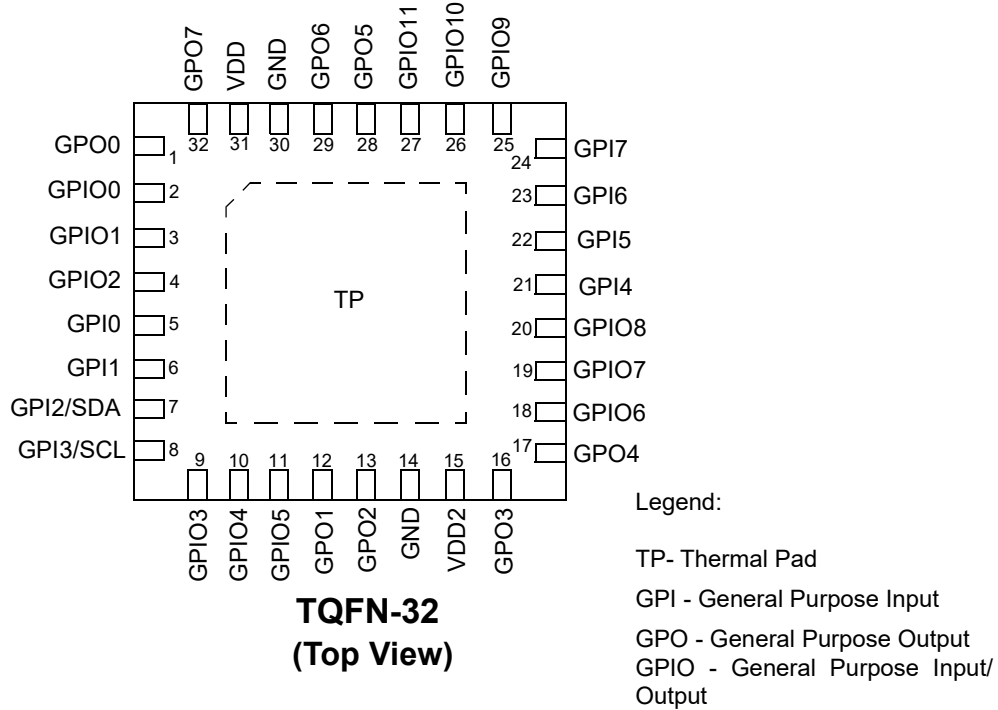 GPO7
VDD
GND
GPO6
GPO5
GPIO11
GPIO10
GPIO9
32
31
30
29
28
27
26
25
GPO0
1
GPIO0
2
GPIO1
3
GPIO2
4
GPI0
5
GPI1
6
GPI2/SDA
7
GPI3/SCL
8
TP
24
GPI7
23
GPI6
22
GPI5
21
GPI4
20
GPIO8
19
GPIO7
18
GPIO6
17
GPO4
9
10
11
12
13
14
15
16
GPIO3
GPIO4
GPIO5
GPO1
GPO2
GND
VDD2
GPO3
TQFN-32
(Top View)
Legend:
TP- Thermal Pad
GPI - General Purpose Input
GPO - General Purpose Output
GPIO - General Purpose Input/
Output